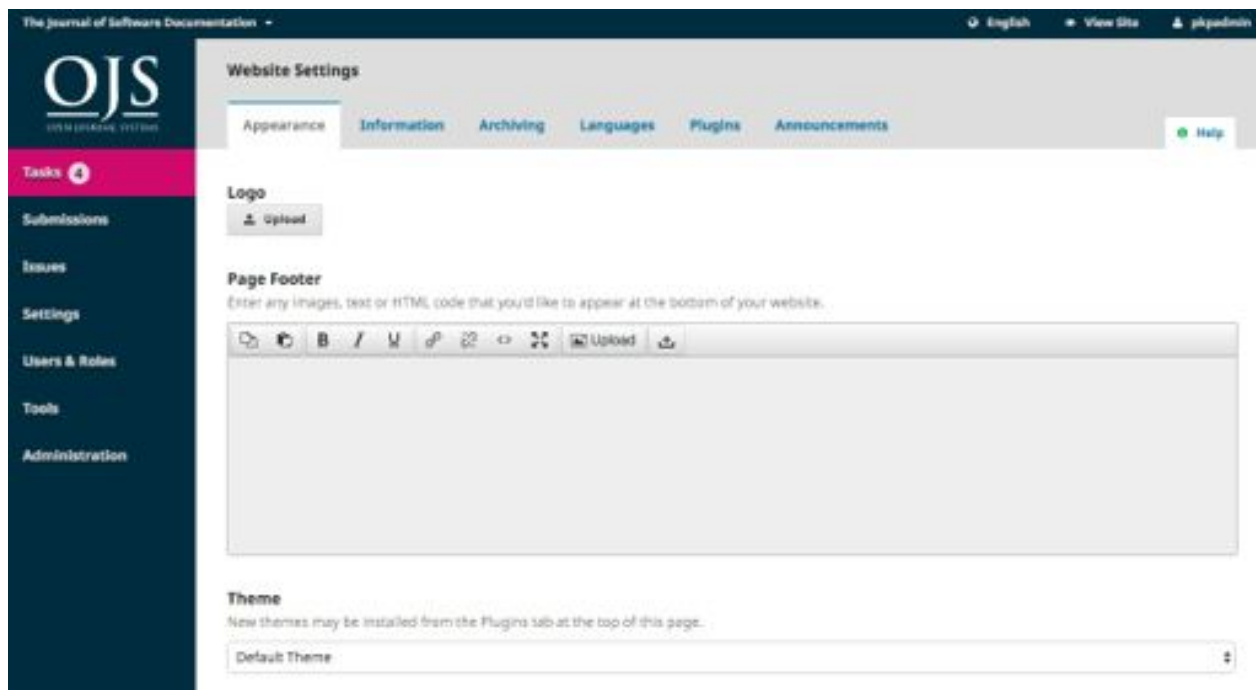 The Journal of Software Documentation
English
View Site
pkpadmin
OJS
OPEN JOURNAL SYSTEMS
Website Settings
Appearance
Information
Archiving
Languages
Plugins
Announcements
Help
Tasks 4
Submissions
Issues
Settings
Users & Roles
Tools
Administration
Logo
Upload
Page Footer
Enter any images, text or HTML code that you'd like to appear at the bottom of your website.
B I U Upload
Theme
New themes may be installed from the Plugins tab at the top of this page.
Default Theme